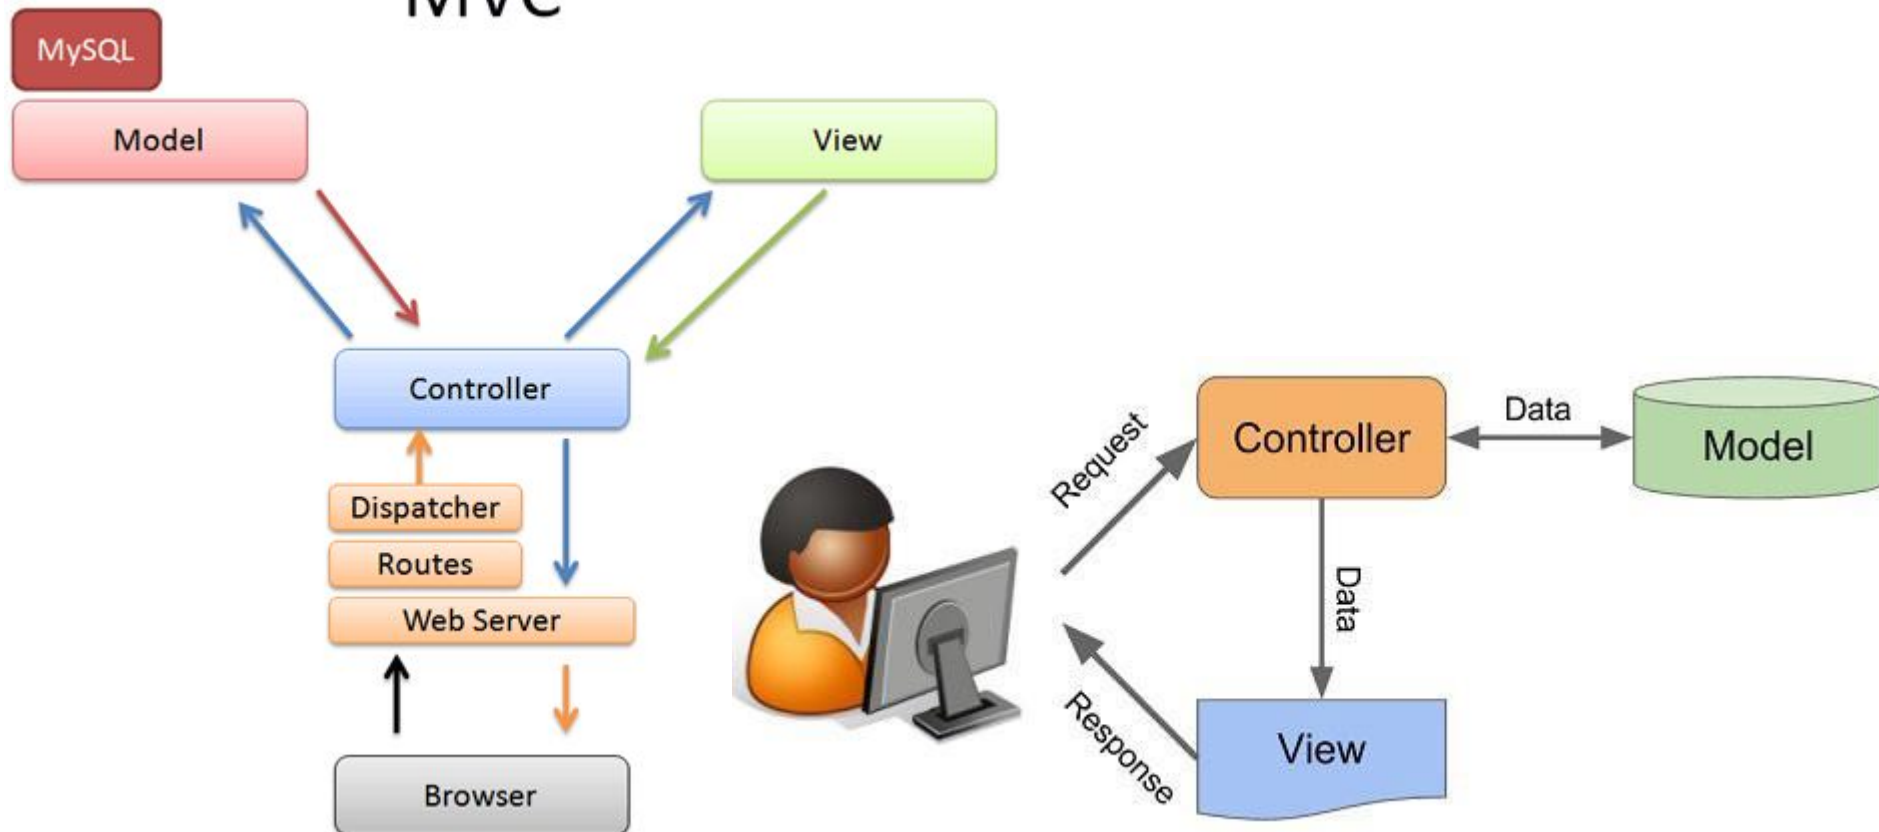 MVC
MySQL
Model
View
Controller
Dispatcher
Routes
Web Server
Browser
Request
Controller
Data
Model
Data
Response
View